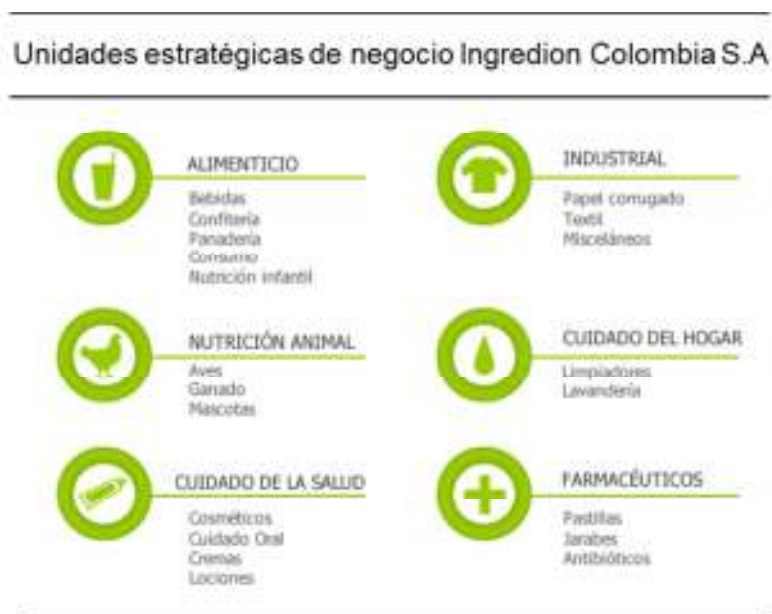 Unidades estratégicas de negocio Ingredion Colombia S.A
ALIMENTICIO
Bebidas
Confitería
Panadería
Consumo
Nutrición infantil
INDUSTRIAL
Papel corrugado
Textil
Misceláneos
NUTRICIÓN ANIMAL
Aves
Ganado
Mascotas
CUIDADO DEL HOGAR
Limpiadores
Lavandería
CUIDADO DE LA SALUD
Cosméticos
Cuidado Oral
Cremas
Lociones
FARMACÉUTICOS
Pastillas
Jarabes
Antibióticos